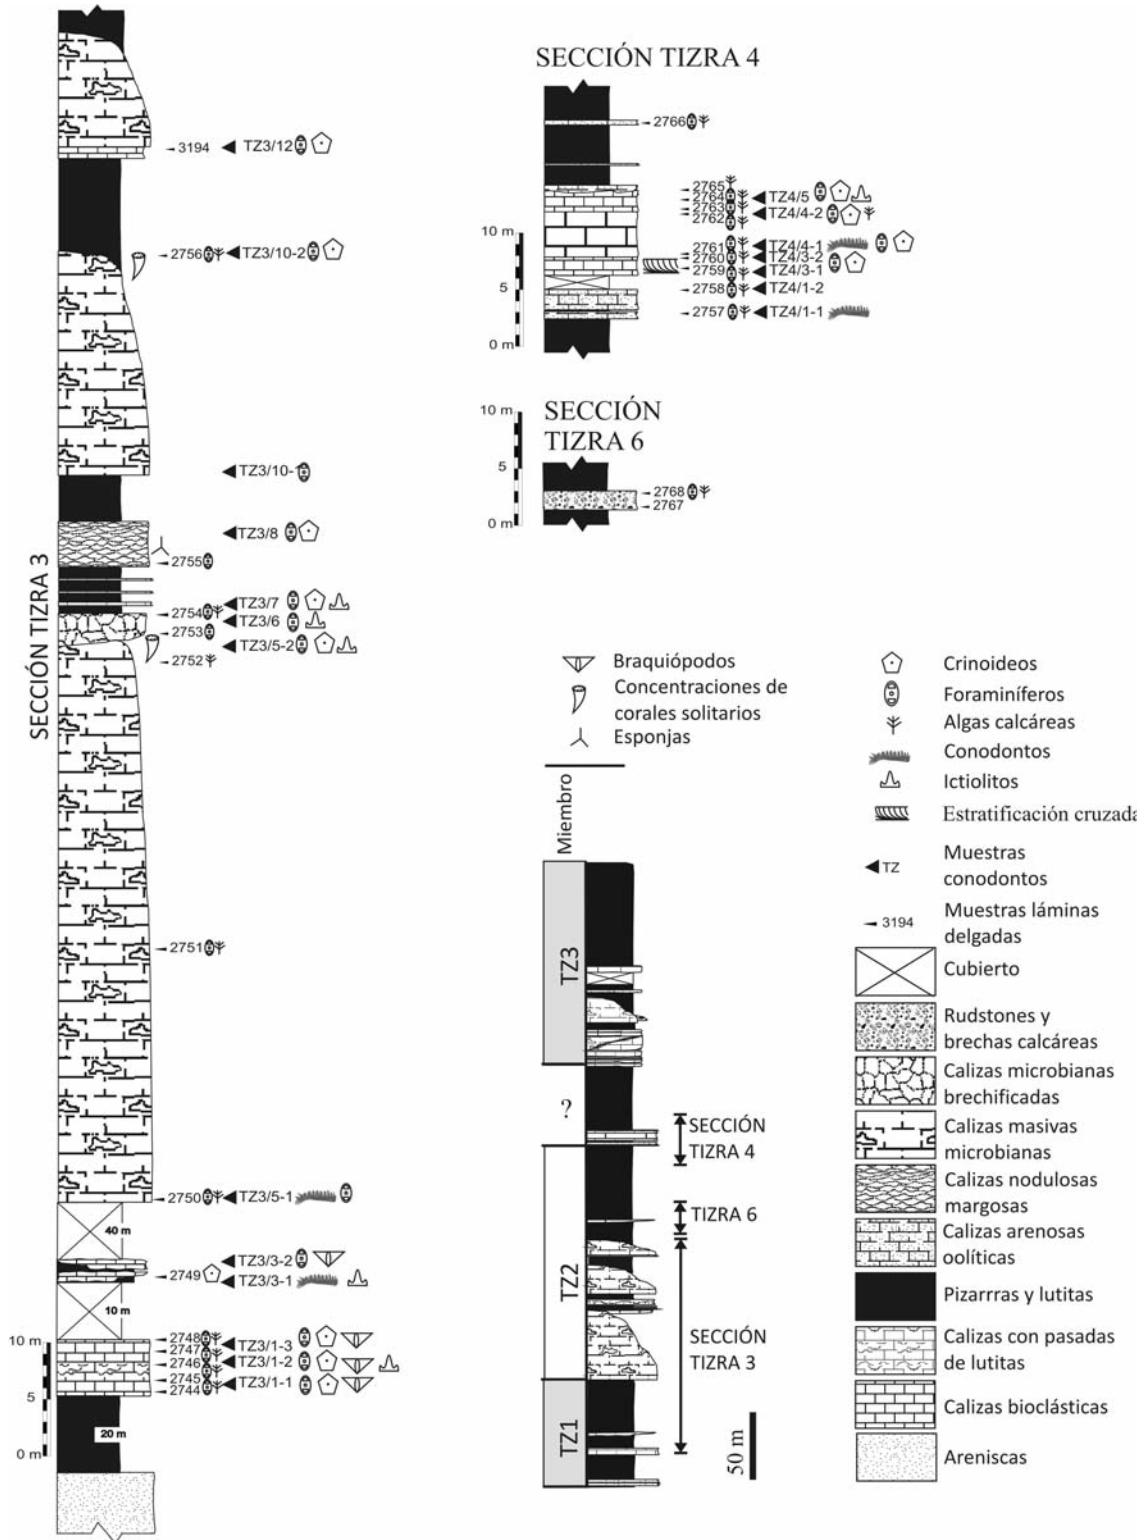 SECCIÓN TIZRA 3
3194
TZ3/12
2756
TZ3/10-2
TZ3/10-1
TZ3/8
2755
TZ3/7
2754
TZ3/6
2753
TZ3/5-2
2752
2751
2750
TZ3/5-1
40 m
TZ3/3-2
2749
TZ3/3-1
10 m
10 m
2748
TZ3/1-3
2747
2746
TZ3/1-2
2745
TZ3/1-1
2744
5
20 m
0 m
SECCIÓN TIZRA 4
2766
2765
2764
TZ4/5
2763
TZ4/4-2
2762
10 m
2761
TZ4/4-1
2760
TZ4/3-2
2759
TZ4/3-1
5
2758
TZ4/1-2
2757
TZ4/1-1
0 m
10 m
SECCIÓN
TIZRA 6
5
2768
2767
0 m
Braquiópodos
Concentraciones de
corales solitarios
Esponjas
Miembro
TZ3
?
SECCIÓN
TIZRA 4
TIZRA 6
TZ2
SECCIÓN
TIZRA 3
TZ1
50 m
Crinoideos
Foraminíferos
Algas calcáreas
Conodontos
Ictiolitos
Estratificación cruzada
TZ
Muestras
conodontos
3194
Muestras láminas
delgadas
Cubierto
Rudstones y
brechas calcáreas
Calizas microbianas
brechificadas
Calizas masivas
microbianas
Calizas nodulosas
margosas
Calizas arenosas
oolíticas
Pizarrras y lutitas
Calizas con pasadas
de lutitas
Calizas bioclásticas
Areniscas